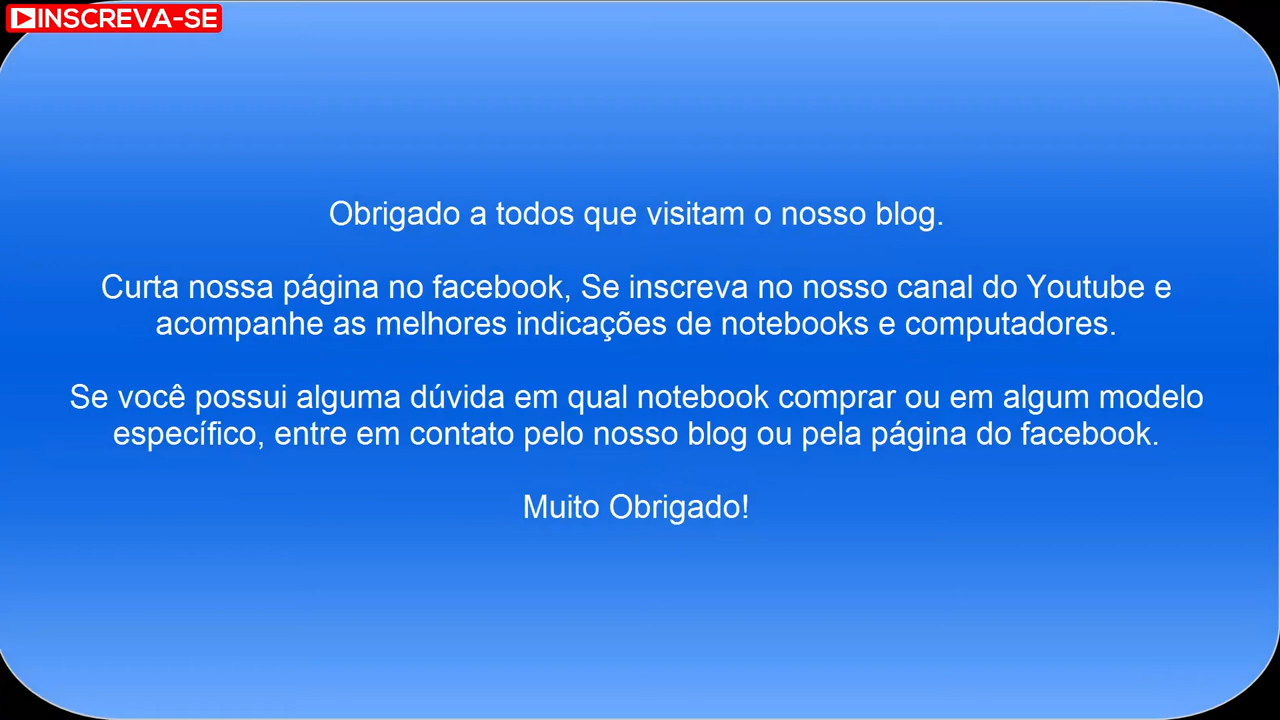 INSCREVA-SE
Obrigado a todos que visitam o nosso blog.
Curta nossa página no facebook, Se inscreva no nosso canal do Youtube e
acompanhe as melhores indicações de notebooks e computadores.
Se você possui alguma dúvida em qual notebook comprar ou em algum modelo
específico, entre em contato pelo nosso blog ou pela página do facebook.
Muito Obrigado!